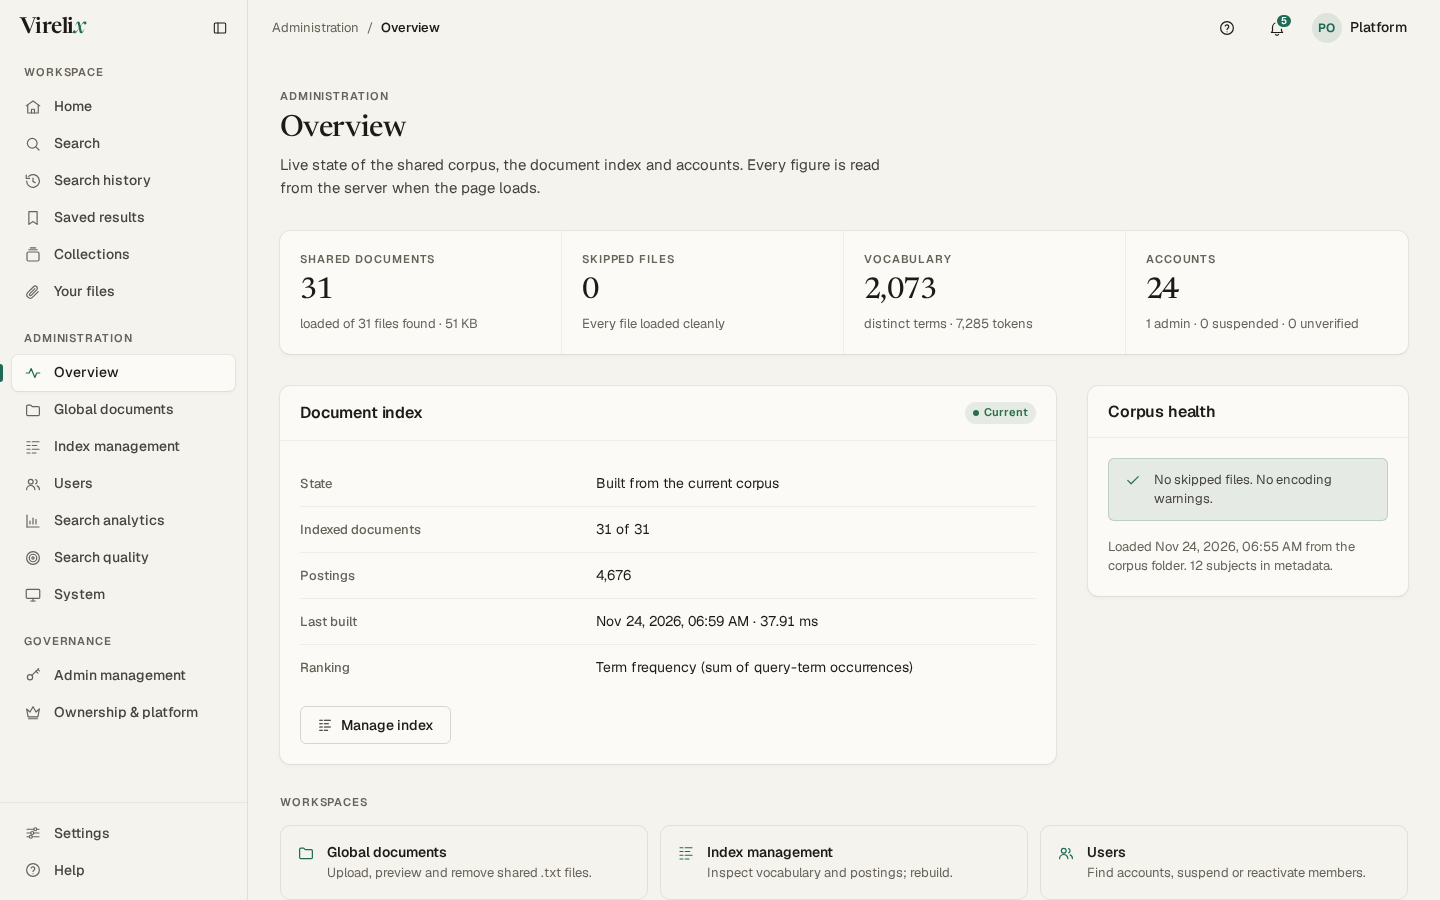 Virelix
WORKSPACE
Home
Search
Search history
Saved results
Collections
Your files
ADMINISTRATION
Overview
Global documents
Index management
Users
Search analytics
Search quality
System
GOVERNANCE
Admin management
Ownership & platform
Settings
Help
Administration / Overview
5
PO Platform
ADMINISTRATION
Overview
Live state of the shared corpus, the document index and accounts. Every figure is read
from the server when the page loads.
SHARED DOCUMENTS
31
loaded of 31 files found · 51 KB
SKIPPED FILES
0
Every file loaded cleanly
VOCABULARY
2,073
distinct terms · 7,285 tokens
ACCOUNTS
24
1 admin · 0 suspended · 0 unverified
Document index
Current
State Built from the current corpus
Indexed documents 31 of 31
Postings 4,676
Last built Nov 24, 2026, 06:59 AM · 37.91 ms
Ranking Term frequency (sum of query-term occurrences)
Manage index
Corpus health
No skipped files. No encoding
warnings.
Loaded Nov 24, 2026, 06:55 AM from the
corpus folder. 12 subjects in metadata.
WORKSPACES
Global documents
Upload, preview and remove shared .txt files.
Index management
Inspect vocabulary and postings; rebuild.
Users
Find accounts, suspend or reactivate members.